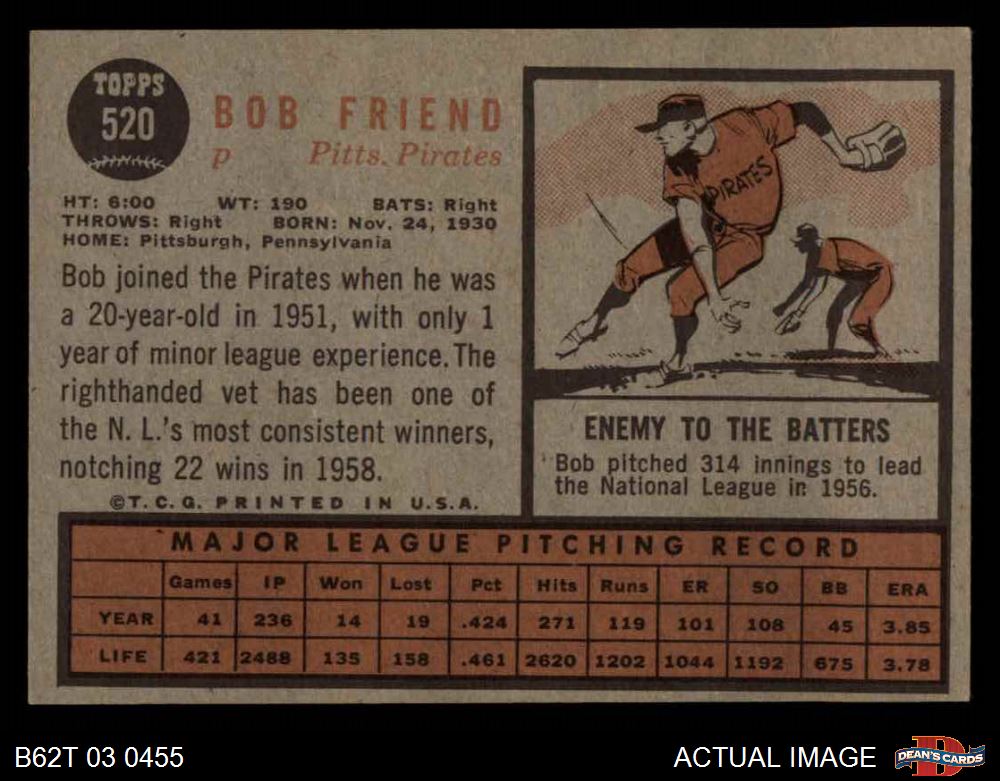 TOPPS
520
BOB FRIEND
p Pitts. Pirates
HT: 6:00 WT: 190 BATS: Right
THROWS: Right BORN: Nov. 24, 1930
HOME: Pittsburgh, Pennsylvania
Bob joined the Pirates when he was
a 20-year-old in 1951, with only 1
year of minor league experience. The
righthanded vet has been one of
the N. L.'s most consistent winners,
notching 22 wins in 1958.
©T. C. G. PRINTED IN U.S.A.
PIRATES
ENEMY TO THE BATTERS
Bob pitched 314 innings to lead
the National League in 1956.
MAJOR LEAGUE PITCHING RECORD
Games IP Won Lost Pct Hits Runs ER SO BB ERA
YEAR 41 236 14 19 .424 271 119 101 108 45 3.85
LIFE 421 2488 135 158 .461 2620 1202 1044 1192 675 3.78
B62T 03 0455
ACTUAL IMAGE
D
DEAN'S CARDS